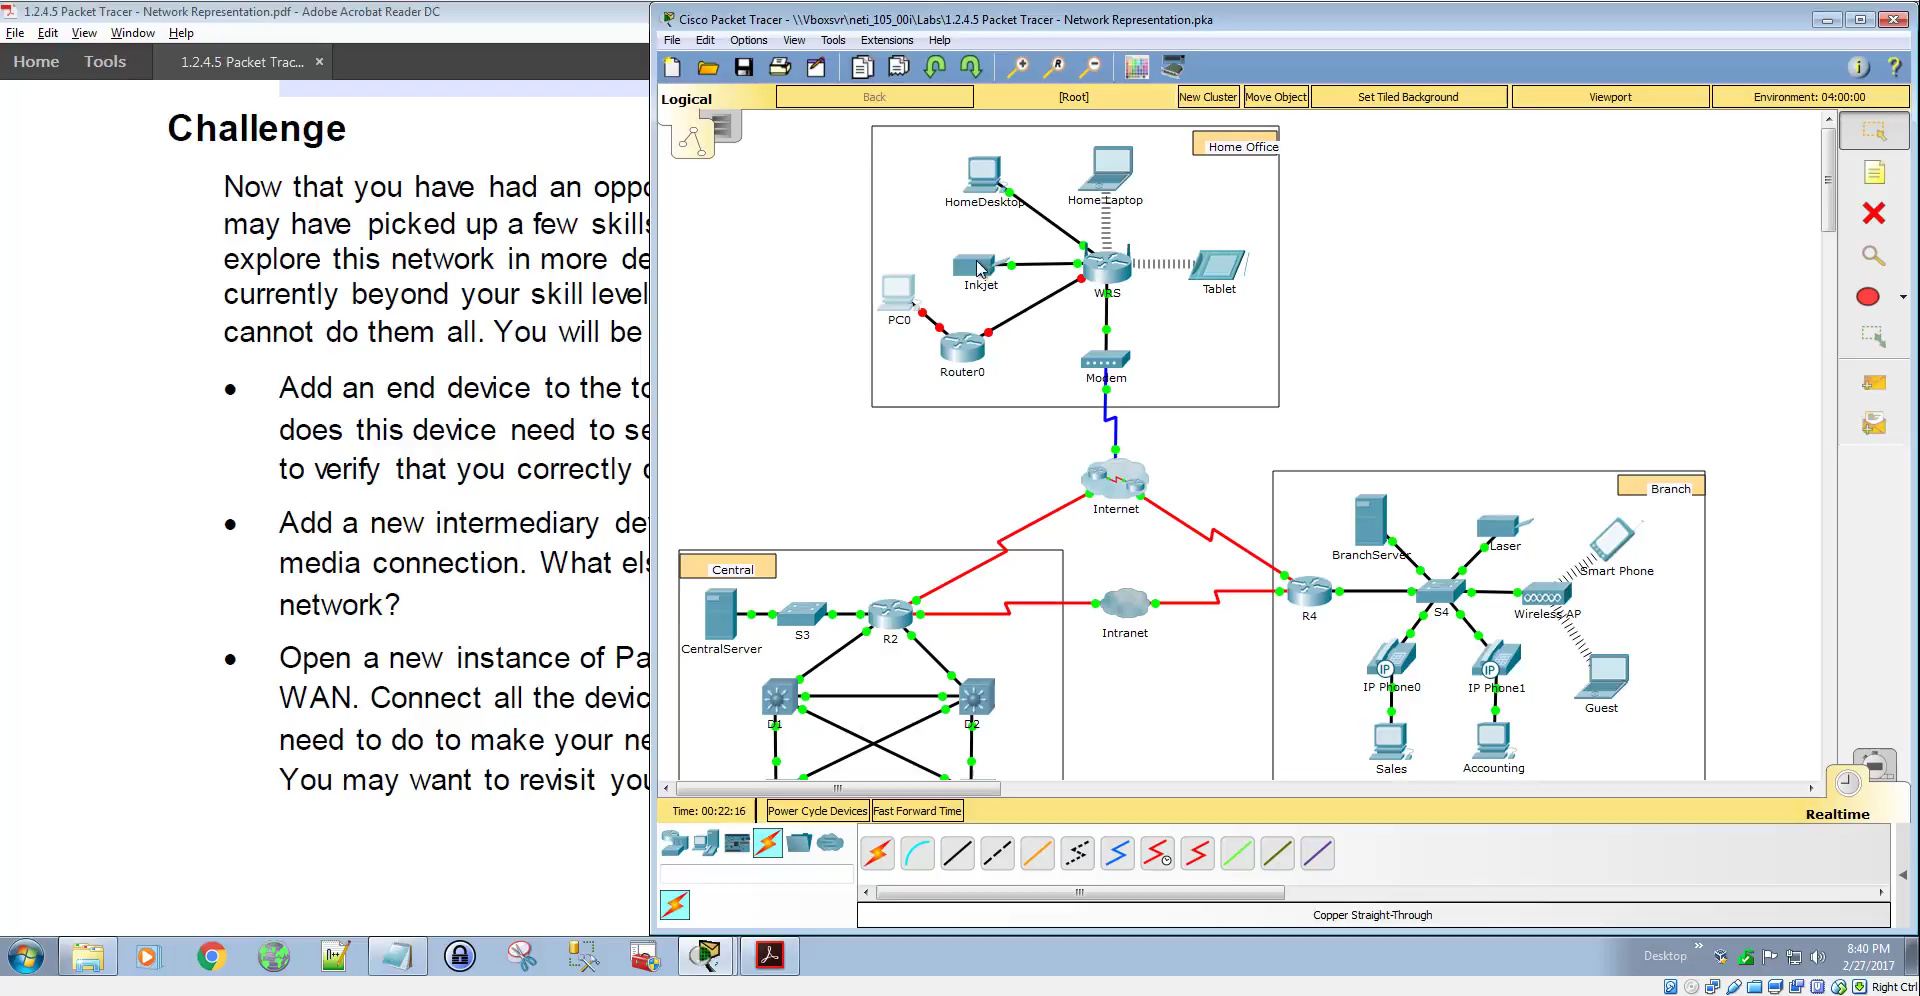 1.2.4.5 Packet Tracer - Network Representation.pdf - Adobe Acrobat Reader DC
File Edit View Window Help
Home Tools 1.2.4.5 Packet Trac... ×
Challenge
Now that you have had an oppo
may have picked up a few skills
explore this network in more de
currently beyond your skill level
cannot do them all. You will be
• Add an end device to the to
does this device need to se
to verify that you correctly c
• Add a new intermediary de
media connection. What els
network?
• Open a new instance of Pa
WAN. Connect all the devic
need to do to make your ne
You may want to revisit you
Cisco Packet Tracer - \\Vboxsvr\neti_105_00i\Labs\1.2.4.5 Packet Tracer - Network Representation.pka
File Edit Options View Tools Extensions Help
Logical Back [Root] New Cluster Move Object Set Tiled Background Viewport Environment: 04:00:00
Home Office
HomeDesktop
Home Laptop
Inkjet
WRS
Tablet
PC0
Router0
Modem
Internet
Central
CentralServer
S3
R2
D1
D2
Intranet
Branch
BranchServer
Laser
Smart Phone
R4
S4
Wireless AP
IP
IP Phone0
IP
IP Phone1
Guest
Sales
Accounting
Time: 00:22:16 Power Cycle Devices Fast Forward Time
Realtime
Copper Straight-Through
Desktop
8:40 PM
2/27/2017
Right Ctrl